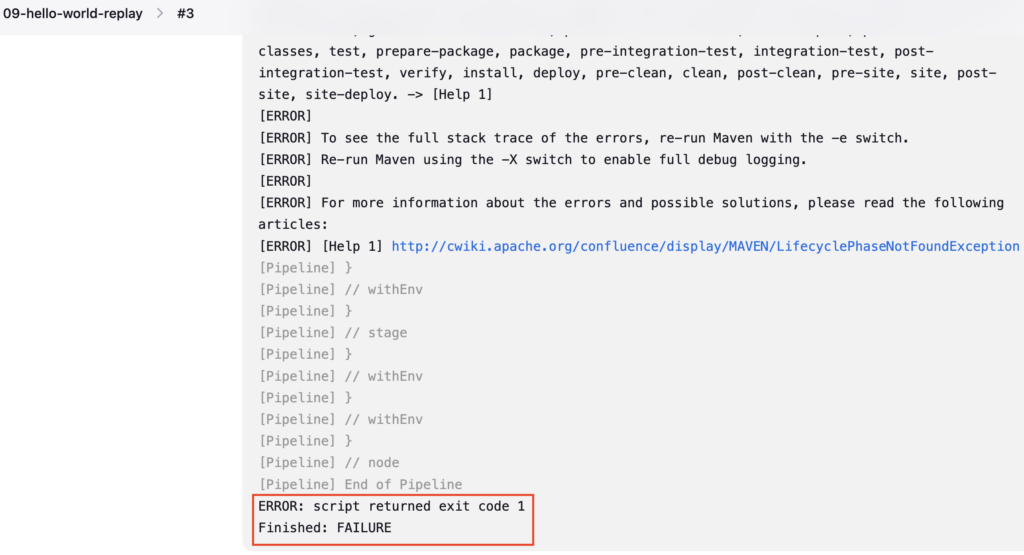 09-hello-world-replay > #3
classes, test, prepare-package, package, pre-integration-test, integration-test, post-
integration-test, verify, install, deploy, pre-clean, clean, post-clean, pre-site, site, post-
site, site-deploy. -> [Help 1]
[ERROR]
[ERROR] To see the full stack trace of the errors, re-run Maven with the -e switch.
[ERROR] Re-run Maven using the -X switch to enable full debug logging.
[ERROR]
[ERROR] For more information about the errors and possible solutions, please read the following
articles:
[ERROR] [Help 1] http://cwiki.apache.org/confluence/display/MAVEN/LifecyclePhaseNotFoundException
[Pipeline] }
[Pipeline] // withEnv
[Pipeline] }
[Pipeline] // stage
[Pipeline] }
[Pipeline] // withEnv
[Pipeline] }
[Pipeline] // withEnv
[Pipeline] }
[Pipeline] // node
[Pipeline] End of Pipeline
ERROR: script returned exit code 1
Finished: FAILURE